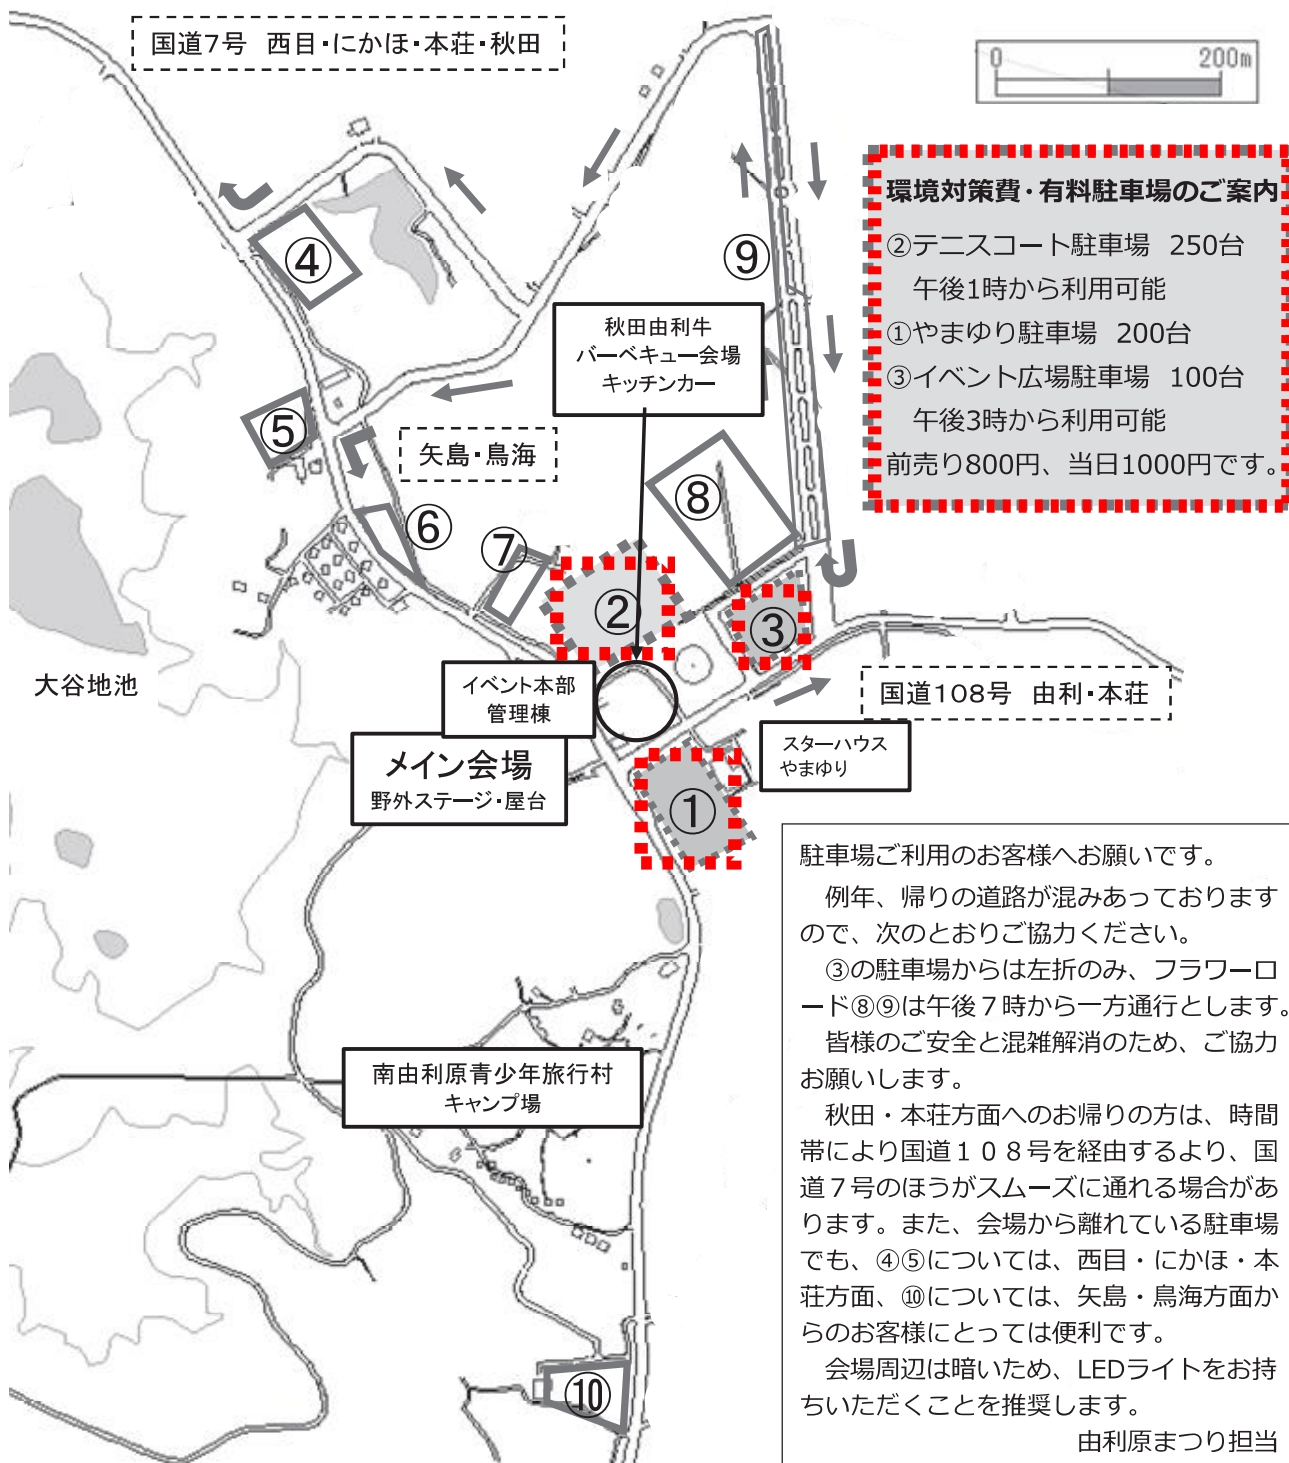 国道7号 西目・にかほ・本荘・秋田
0 200m
環境対策費・有料駐車場のご案内
②テニスコート駐車場 250台
午後1時から利用可能
①やまゆり駐車場 200台
③イベント広場駐車場 100台
午後3時から利用可能
前売り800円、当日1000円です。
④
⑨
秋田由利牛
バーベキュー会場
キッチンカー
⑤
矢島・鳥海
⑧
⑥
⑦
②
③
大谷地池
イベント本部
管理棟
国道108号 由利・本荘
メイン会場
野外ステージ・屋台
スターハウス
やまゆり
①
南由利原青少年旅行村
キャンプ場
⑩
駐車場ご利用のお客様へお願いです。
例年、帰りの道路が混みあっております
ので、次のとおりご協力ください。
③の駐車場からは左折のみ、フラワーロ
ード⑧⑨は午後７時から一方通行とします。
皆様のご安全と混雑解消のため、ご協力
お願いします。
秋田・本荘方面へのお帰りの方は、時間
帯により国道１０８号を経由するより、国
道７号のほうがスムーズに通れる場合があ
ります。また、会場から離れている駐車場
でも、④⑤については、西目・にかほ・本
荘方面、⑩については、矢島・鳥海方面か
らのお客様にとっては便利です。
会場周辺は暗いため、LEDライトをお持
ちいただくことを推奨します。
由利原まつり担当